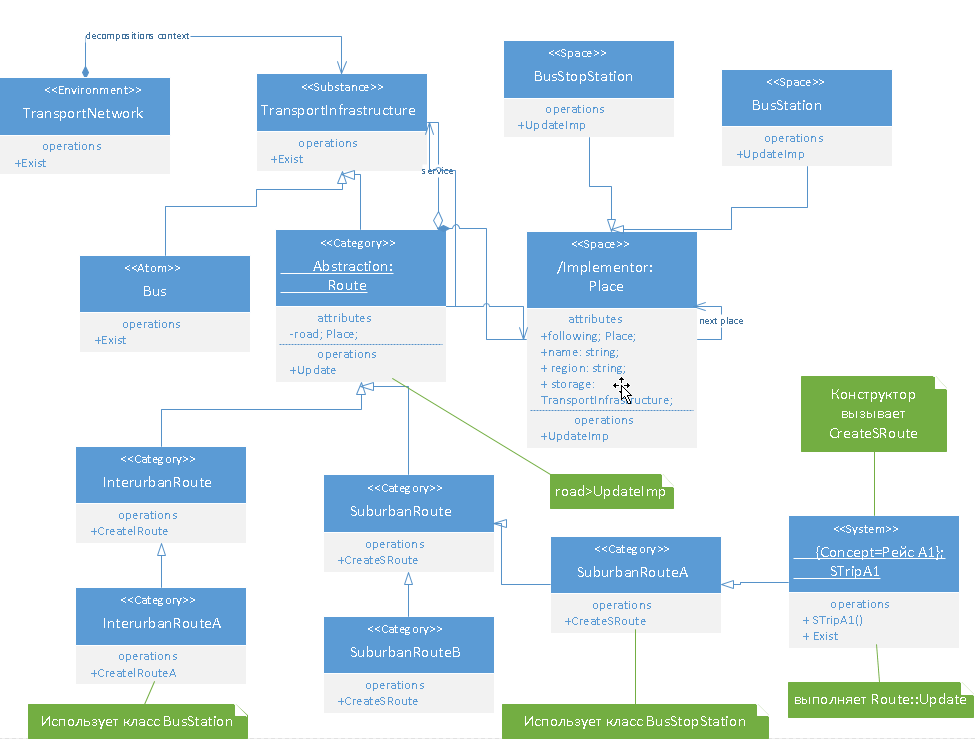 decompositions context
<<Environment>>
TransportNetwork
operations
+Exist
<<Substance>>
TransportInfrastructure
operations
+Exist
<<Space>>
BusStopStation
operations
+UpdateImp
<<Space>>
BusStation
operations
+UpdateImp
service
<<Atom>>
Bus
operations
+Exist
<<Category>>
Abstraction:
Route
attributes
-road; Place;
operations
+Update
<<Space>>
/Implementor:
Place
attributes
+following; Place;
+name: string;
+ region: string;
+ storage:
TransportInfrastructure;
operations
+UpdateImp
next place
Конструктор
вызывает
CreateSRoute
<<Category>>
InterurbanRoute
operations
+CreateIRoute
<<Category>>
SuburbanRoute
operations
+CreateSRoute
road>UpdateImp
<<Category>>
SuburbanRouteA
operations
+CreateSRoute
<<System>>
{Concept=Рейс А1}:
STripA1
operations
+ STripA1()
+ Exist
<<Category>>
InterurbanRouteA
operations
+CreateIRouteA
<<Category>>
SuburbanRouteB
operations
+CreateSRoute
Использует класс BusStation
Использует класс BusStopStation
выполняет Route::Update